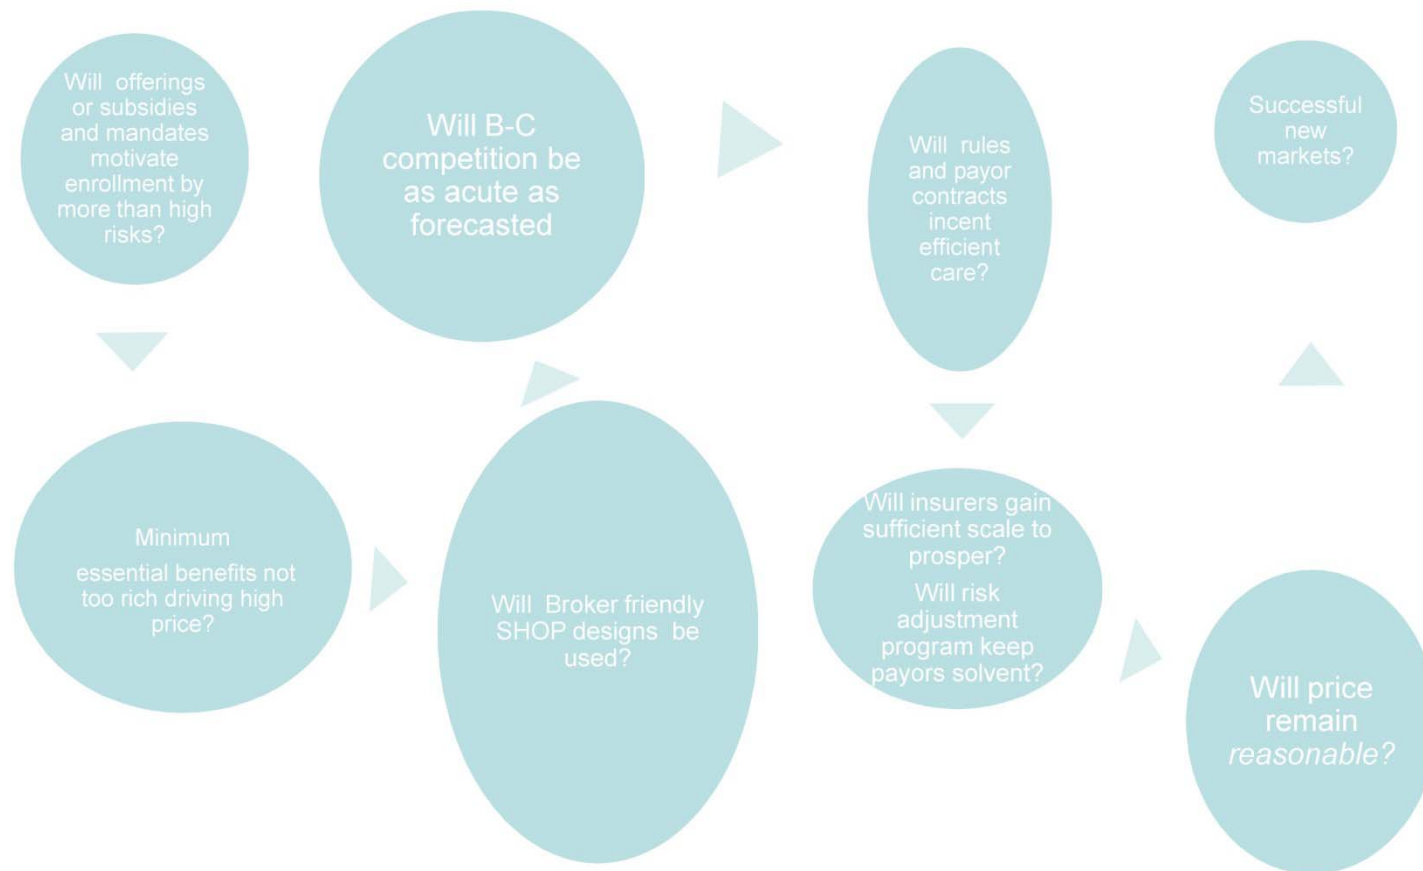 Will offerings
or subsidies
and mandates
motivate
enrollment by
more than high
risks?
Minimum
essential benefits not
too rich driving high
price?
Will Broker friendly
SHOP designs be
used?
Will B-C
competition be
as acute as
forecasted
Will rules
and payor
contracts
incent
efficient
care?
Will insurers gain
sufficient scale to
prosper?
Will risk
adjustment
program keep
payors solvent?
Will price
remain
reasonable?
Successful
new
markets?